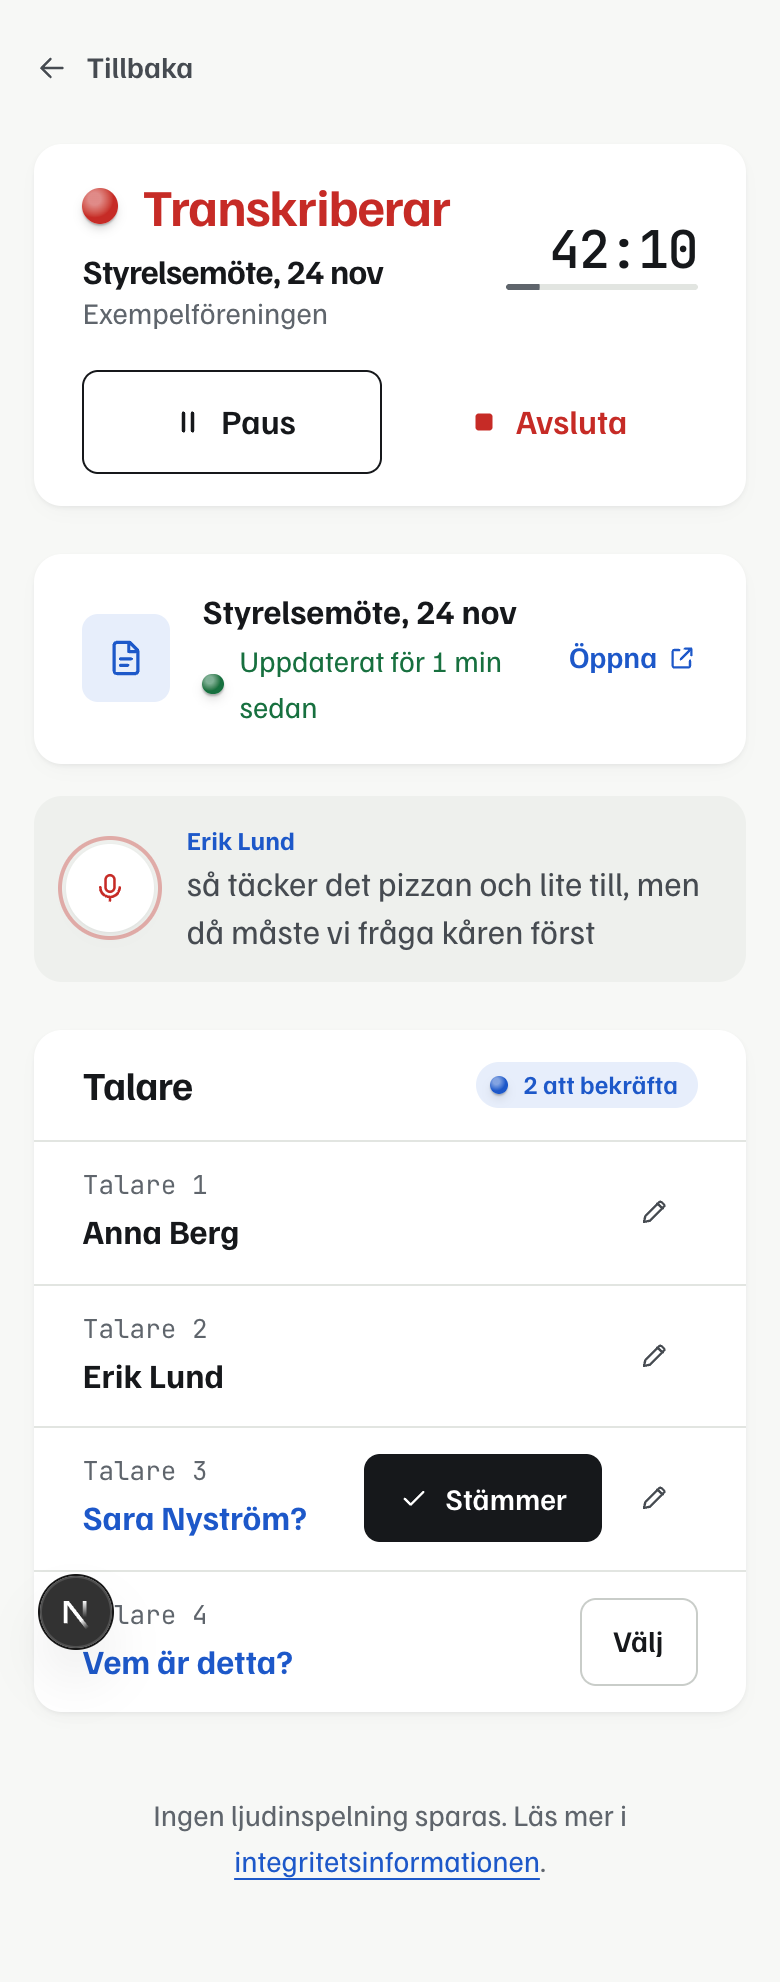 Tillbaka
Transkriberar
42:10
Styrelsemöte, 24 nov
Exempelföreningen
Paus
Avsluta
Styrelsemöte, 24 nov
Uppdaterat för 1 min
sedan
Öppna
Erik Lund
så täcker det pizzan och lite till, men
då måste vi fråga kåren först
Talare
2 att bekräfta
Talare 1
Anna Berg
Talare 2
Erik Lund
Talare 3
Sara Nyström?
Stämmer
N
lare 4
Vem är detta?
Välj
Ingen ljudinspelning sparas. Läs mer i
integritetsinformationen.